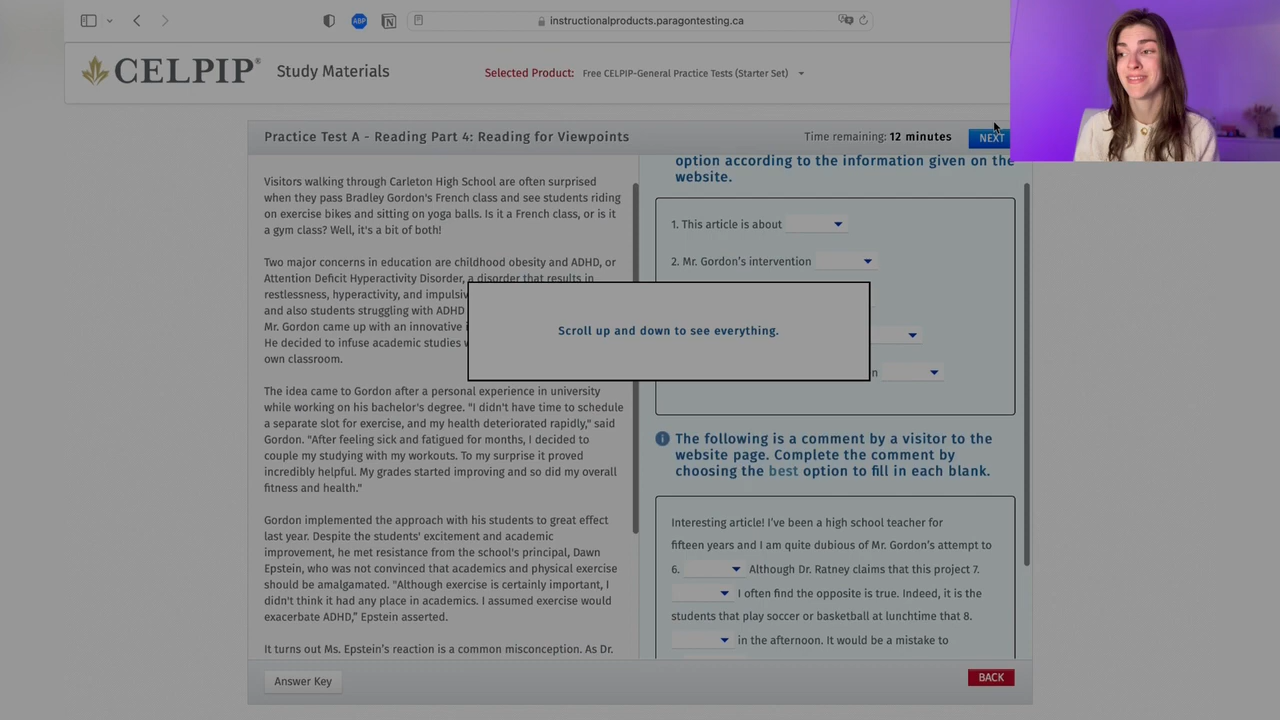 instructionalproducts.paragontesting.ca
ABP
CELPIP®
Study Materials
Selected Product: Free CELPIP-General Practice Tests (Starter Set)
Practice Test A - Reading Part 4: Reading for Viewpoints
Time remaining: 12 minutes
NEXT
Visitors walking through Carleton High School are often surprised
when they pass Bradley Gordon's French class and see students riding
on exercise bikes and sitting on yoga balls. Is it a French class, or is it
a gym class? Well, it's a bit of both!
Two major concerns in education are childhood obesity and ADHD, or
Attention Deficit Hyperactivity Disorder, a disorder that results in
restlessness, hyperactivity, and
and also students struggling with ADHD
Mr. Gordon came up with an innovative
He decided to infuse academic studies
own classroom.
The idea came to Gordon after a personal experience in university
while working on his bachelor's degree. "I didn't have time to schedule
a separate slot for exercise, and my health deteriorated rapidly," said
Gordon. "After feeling sick and fatigued for months, I decided to
couple my studying with my workouts. To my surprise it proved
incredibly helpful. My grades started improving and so did my overall
fitness and health."
Gordon implemented the approach with his students to great effect
last year. Despite the students' excitement and academic
improvement, he met resistance from the school's principal, Dawn
Epstein, who was not convinced that academics and physical exercise
should be amalgamated. "Although exercise is certainly important, I
didn't think it had any place in academics. I assumed exercise would
exacerbate ADHD," Epstein asserted.
It turns out Ms. Epstein's reaction is a common misconception. As Dr.
option according to the information given on the
website.
1. This article is about
2. Mr. Gordon's intervention
n
Scroll up and down to see everything.
The following is a comment by a visitor to the
website page. Complete the comment by
choosing the best option to fill in each blank.
Interesting article! I've been a high school teacher for
fifteen years and I am quite dubious of Mr. Gordon's attempt to
6. Although Dr. Ratney claims that this project 7.
I often find the opposite is true. Indeed, it is the
students that play soccer or basketball at lunchtime that 8.
in the afternoon. It would be a mistake to
Answer Key
BACK